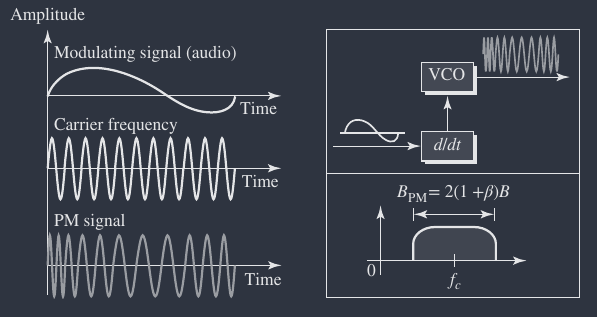 Amplitude
Modulating signal (audio)
Time
Carrier frequency
Time
PM signal
Time
VCO
d/dt
B_PM = 2(1 + β)B
0
f_c